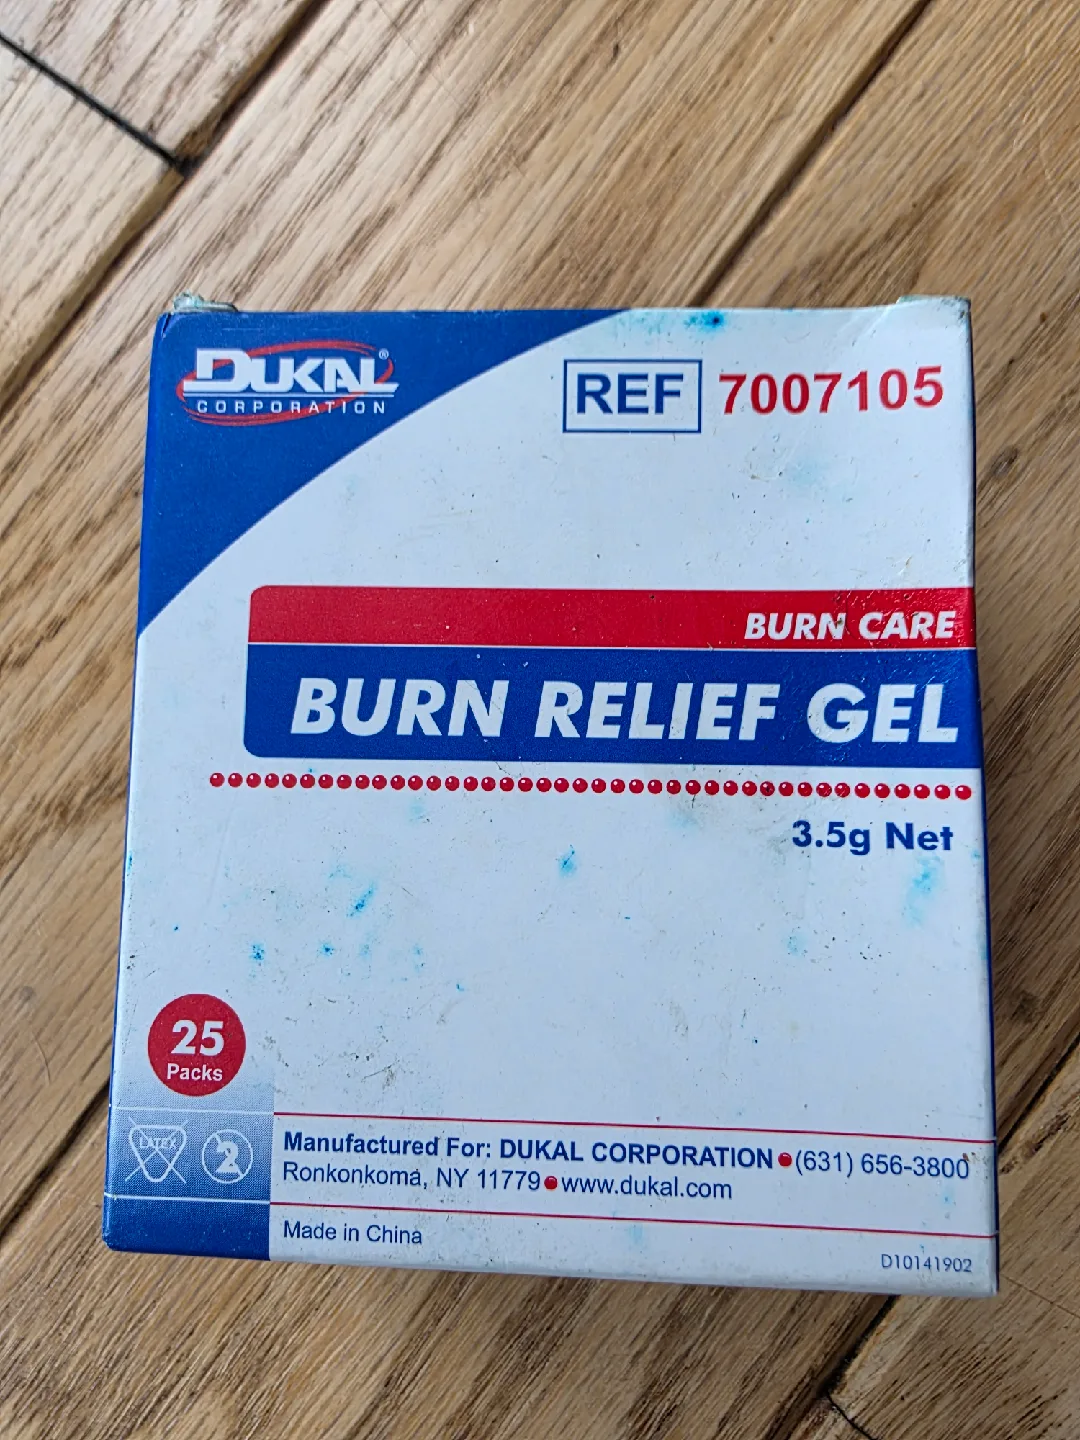 DUKAL®
CORPORATION
REF 7007105
BURN CARE
BURN RELIEF GEL
3.5g Net
25
Packs
LATEX
2
Manufactured For: DUKAL CORPORATION●(631) 656-3800
Ronkonkoma, NY 11779●www.dukal.com
Made in China
D10141902